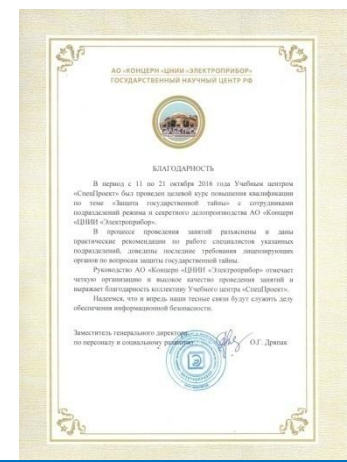 АО «КОНЦЕРН «ЦНИИ «ЭЛЕКТРОПРИБОР»
ГОСУДАРСТВЕННЫЙ НАУЧНЫЙ ЦЕНТР РФ
БЛАГОДАРНОСТЬ
В период с 11 по 21 октября 2016 года Учебным центром
«СпецПроект» был проведен целевой курс повышения квалификации
по теме «Защита государственной тайны» с сотрудниками
подразделений режима и секретного делопроизводства АО «Концерн
«ЦНИИ «Электроприбор».
В процессе проведения занятий разъяснены и даны
практические рекомендации по работе специалистов указанных
подразделений, доведены последние требования лицензирующих
органов по вопросам защиты государственной тайны.
Руководство АО «Концерн «ЦНИИ «Электроприбор» отмечает
четкую организацию и высокое качество проведения занятий и
выражает благодарность коллективу Учебного центра «СпецПроект».
Надеемся, что и впредь наши тесные связи будут служить делу
обеспечения информационной безопасности.
Заместитель генерального директора
по персоналу и социальному развитию О.Г. Дряпак